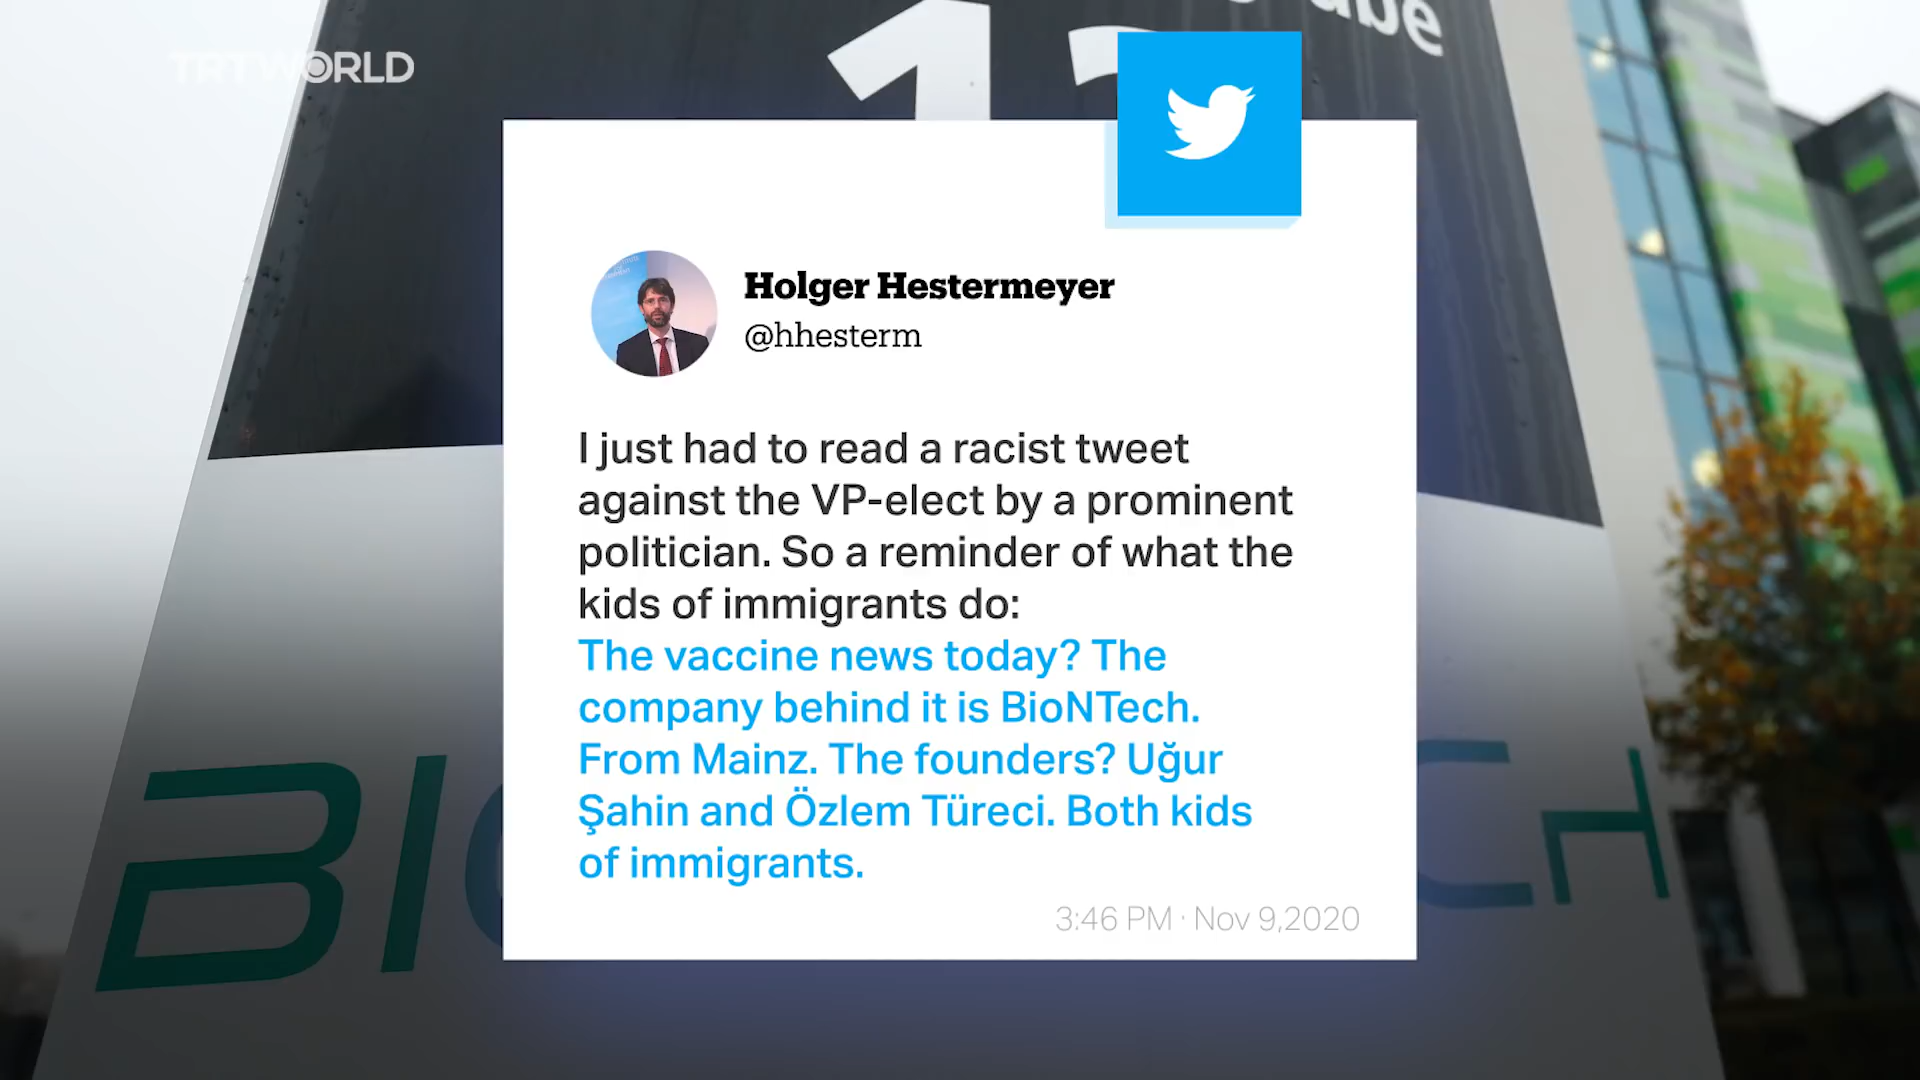 TRT WORLD
12
Holger Hestermeyer
@hhesterm
I just had to read a racist tweet
against the VP-elect by a prominent
politician. So a reminder of what the
kids of immigrants do:
The vaccine news today? The
company behind it is BioNTech.
From Mainz. The founders? Uğur
Şahin and Özlem Türeci. Both kids
of immigrants.
3:46 PM · Nov 9,2020